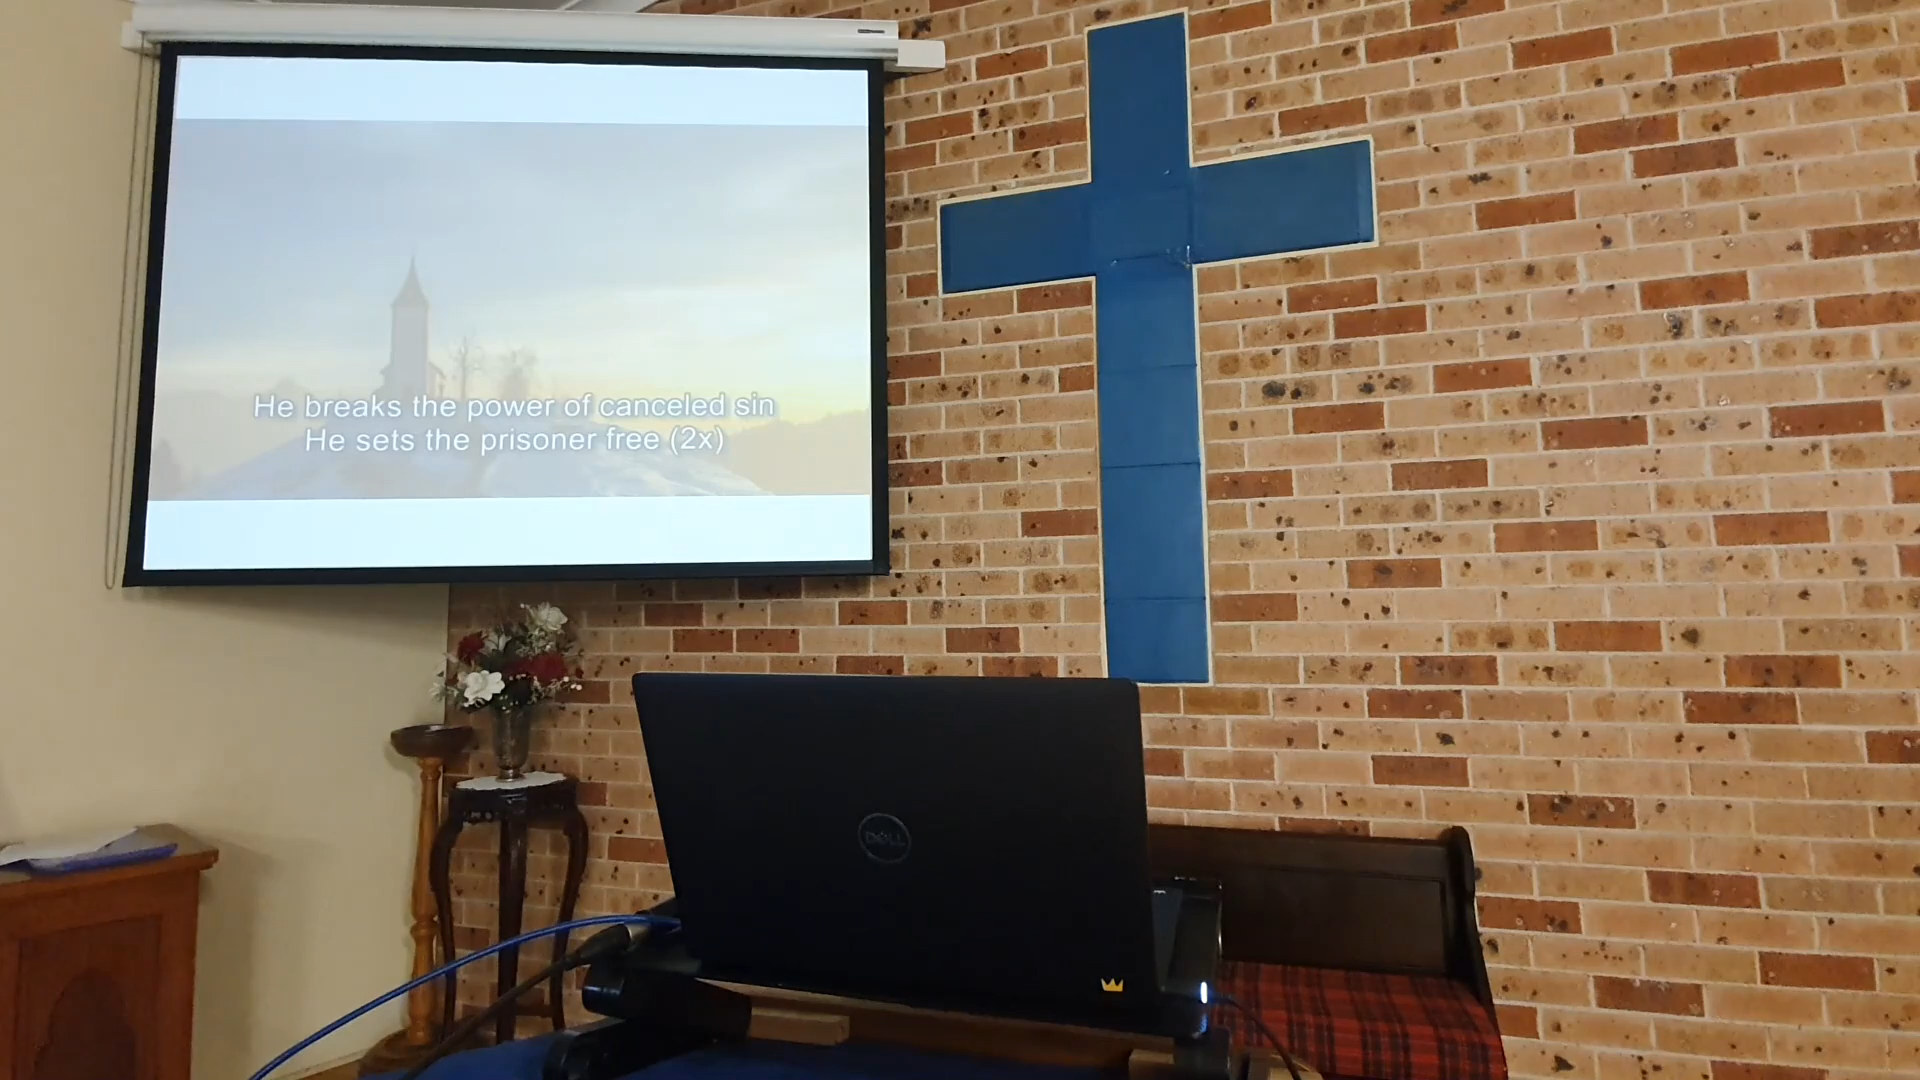 He breaks the power of canceled sin
He sets the prisoner free (2x)
DELL